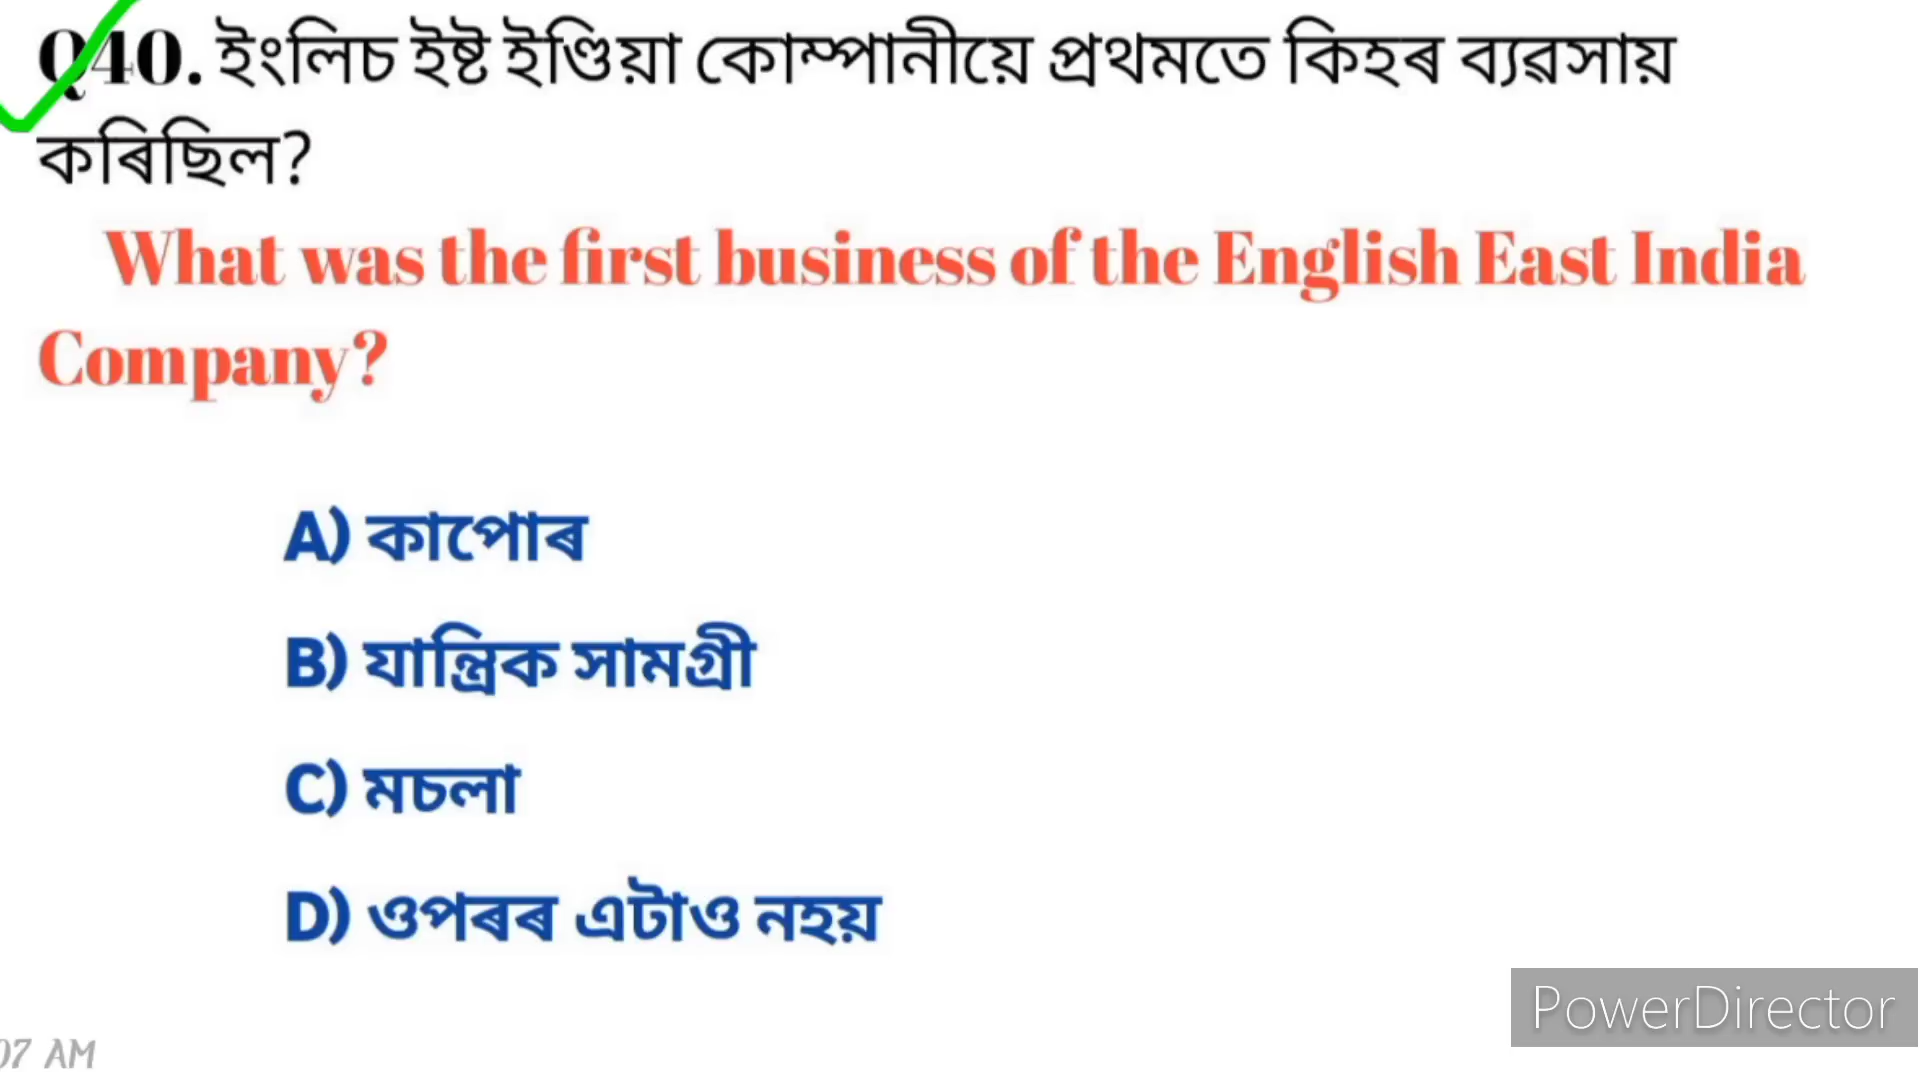 Q40. ইংলিচ ইষ্ট ইণ্ডিয়া কোম্পানীয়ে প্ৰথমতে কিহৰ ব্যৱসায়
কৰিছিল?
What was the first business of the English East India
Company?
A) কাপোৰ
B) যান্ত্ৰিক সামগ্ৰী
C) মচলা
D) ওপৰৰ এটাও নহয়
PowerDirector
07 AM